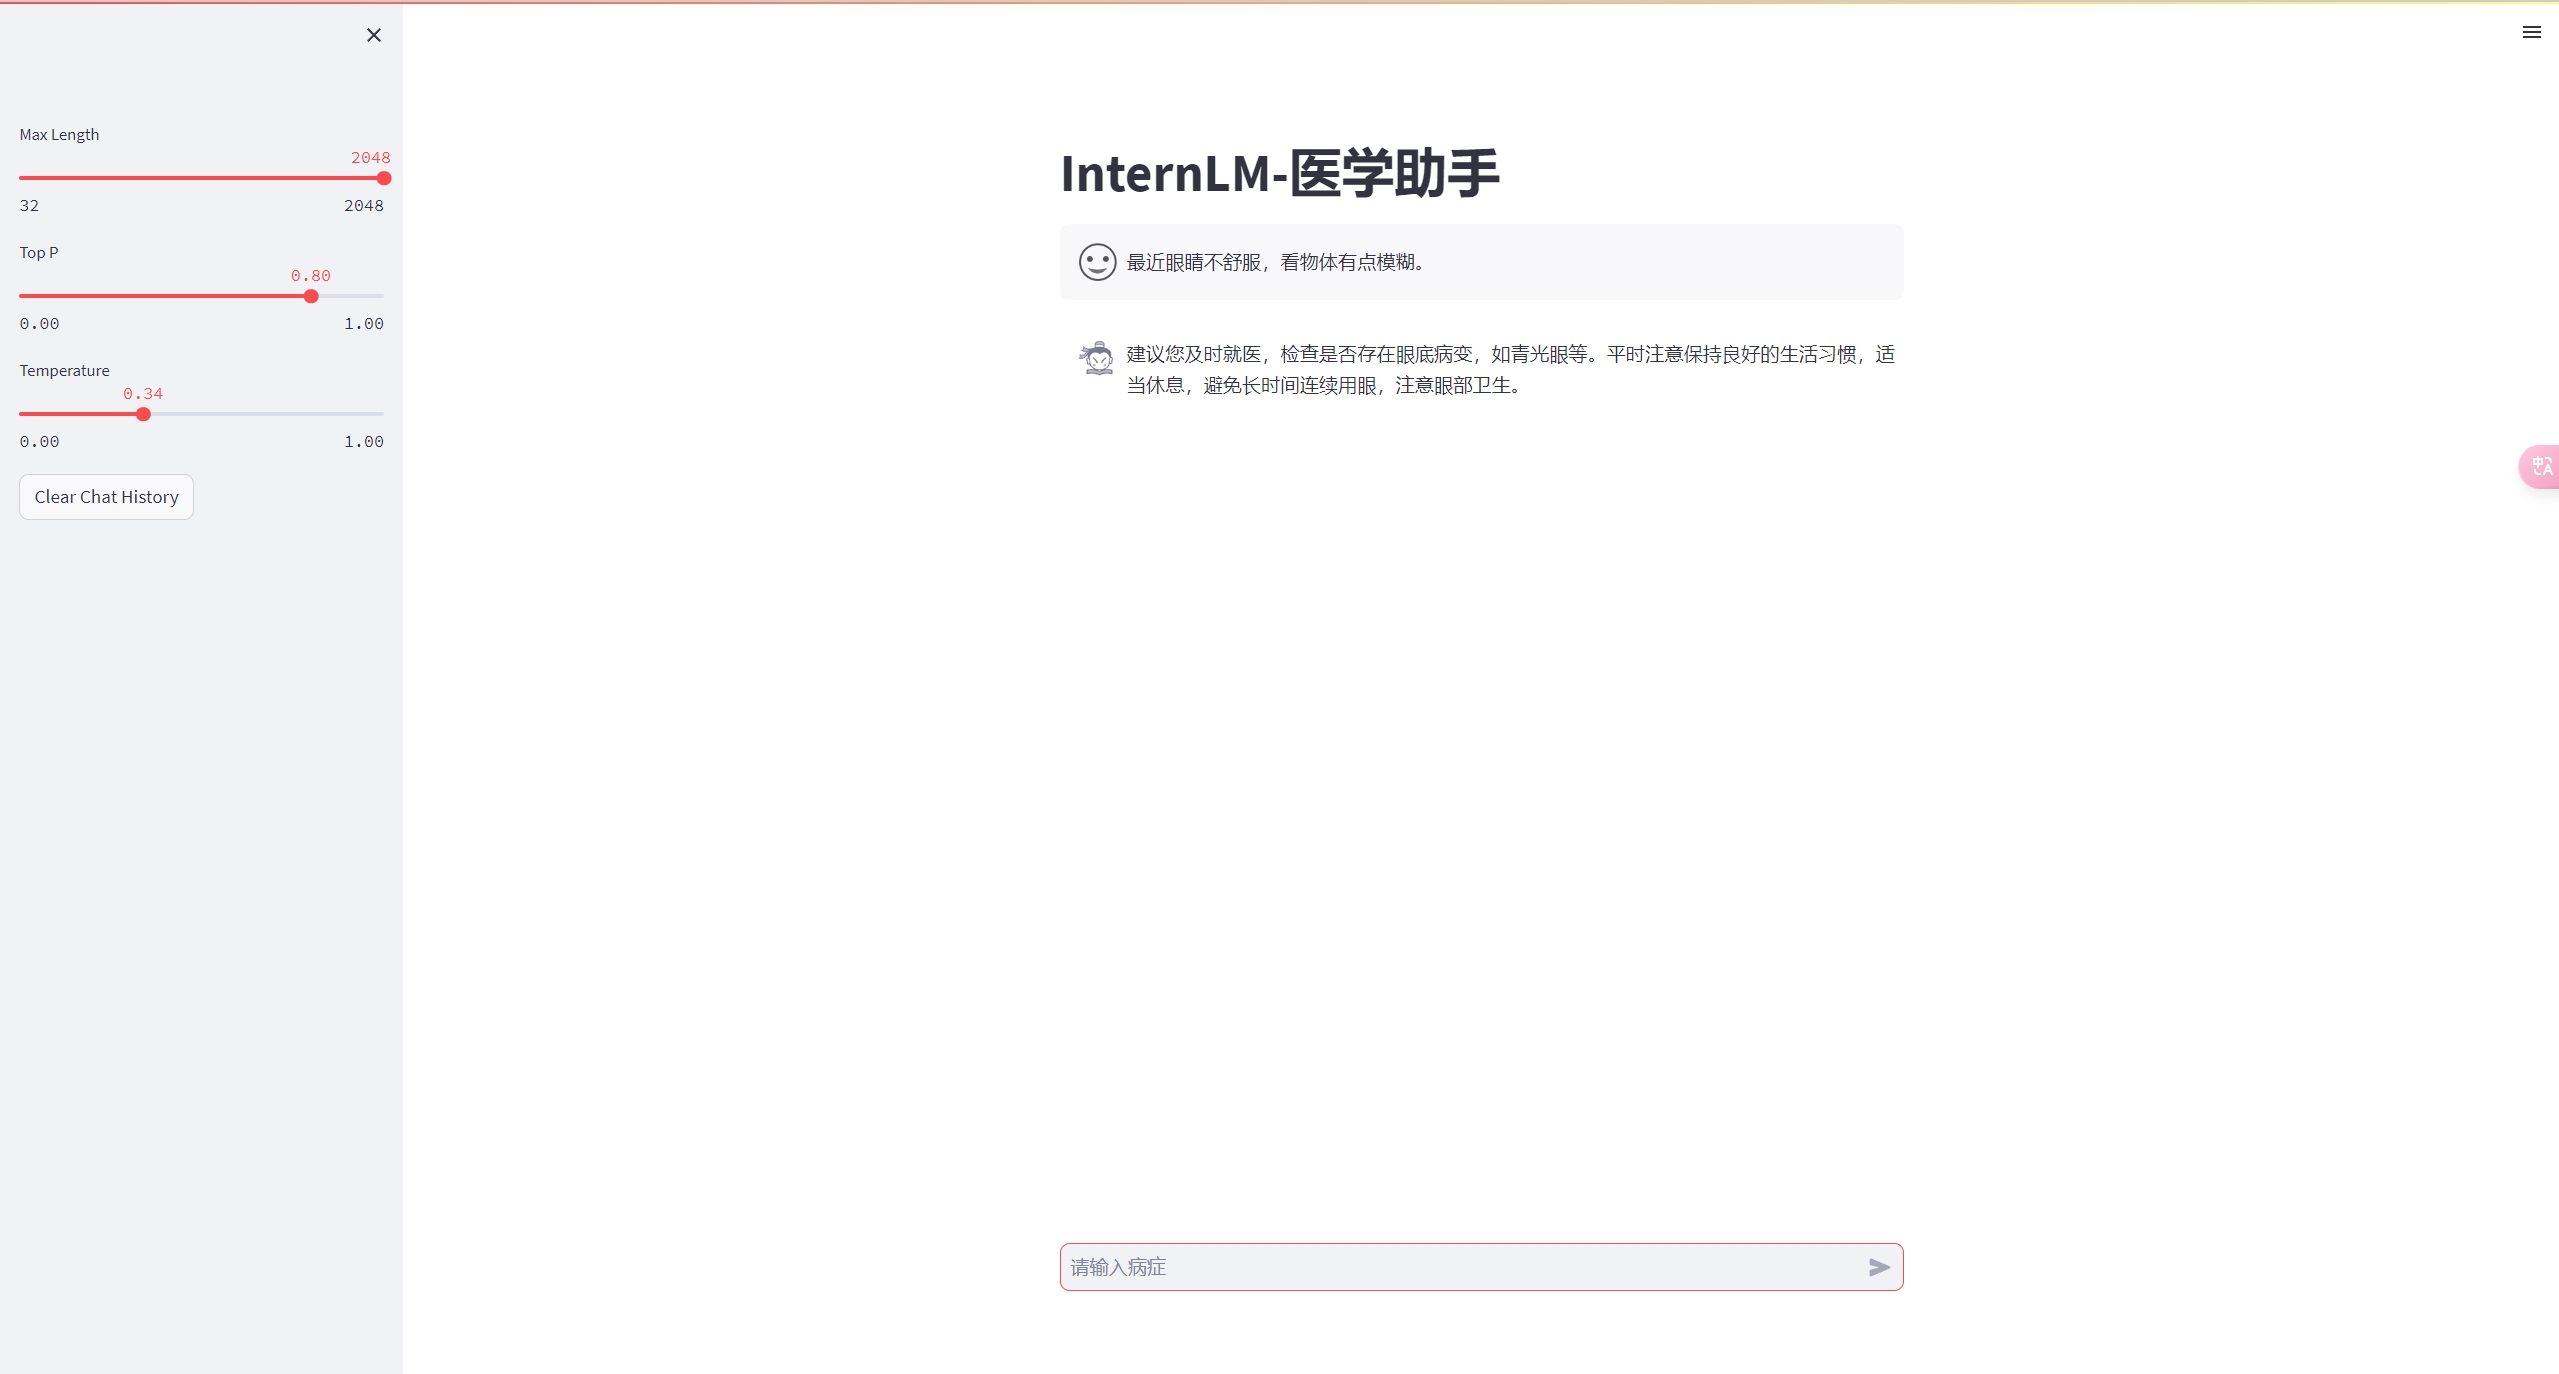 Max Length
2048
32 2048
Top P
0.80
0.00 1.00
Temperature
0.34
0.00 1.00
Clear Chat History
InternLM-医学助手
最近眼睛不舒服，看物体有点模糊。
建议您及时就医，检查是否存在眼底病变，如青光眼等。平时注意保持良好的生活习惯，适
当休息，避免长时间连续用眼，注意眼部卫生。
中A
请输入病症